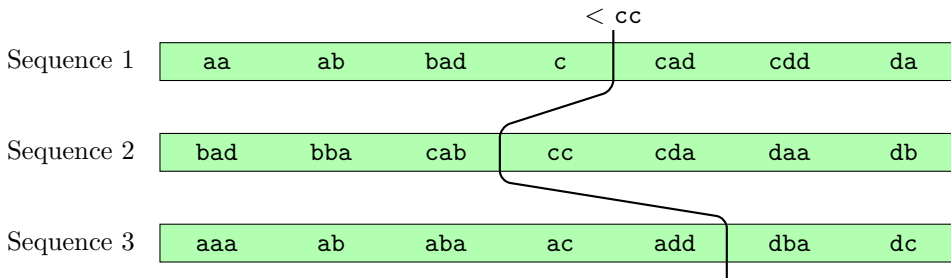 < cc
Sequence 1 aa ab bad c cad cdd da
Sequence 2 bad bba cab cc cda daa db
Sequence 3 aaa ab aba ac add dba dc